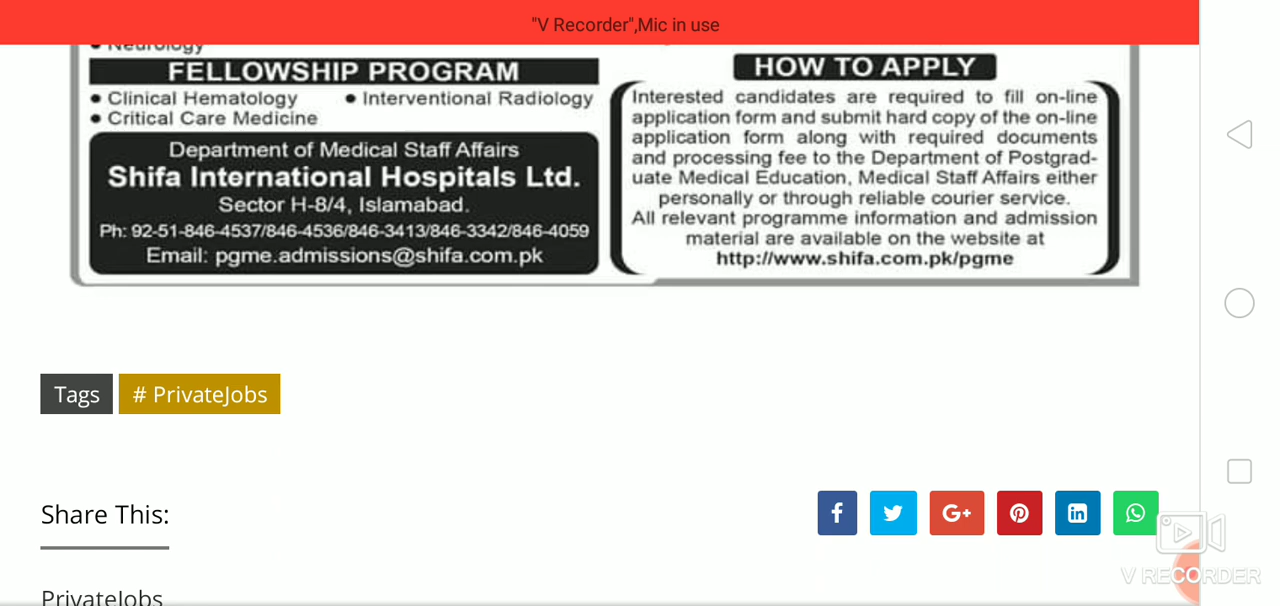 "V Recorder",Mic in use
• Neurology
FELLOWSHIP PROGRAM
• Clinical Hematology • Interventional Radiology
• Critical Care Medicine
Department of Medical Staff Affairs
Shifa International Hospitals Ltd.
Sector H-8/4, Islamabad.
Ph: 92-51-846-4537/846-4536/846-3413/846-3342/846-4059
Email: pgme.admissions@shifa.com.pk
HOW TO APPLY
Interested candidates are required to fill on-line
application form and submit hard copy of the on-line
application form along with required documents
and processing fee to the Department of Postgrad-
uate Medical Education, Medical Staff Affairs either
personally or through reliable courier service.
All relevant programme information and admission
material are available on the website at
http://www.shifa.com.pk/pgme
Tags # PrivateJobs
Share This:
G+
V RECORDER
PrivateJobs